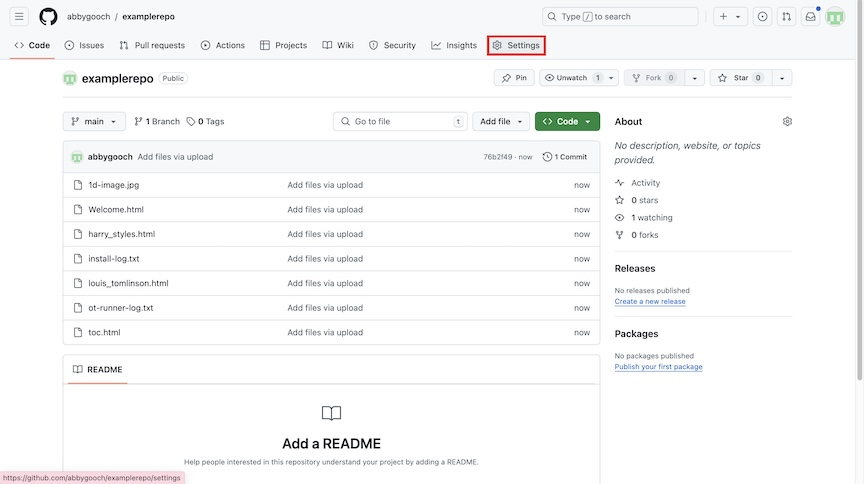 abbygooch / examplerepo
Type / to search
Code Issues Pull requests Actions Projects Wiki Security Insights Settings
examplerepo Public
Pin Unwatch 1 Fork 0 Star 0
main 1 Branch 0 Tags Go to file t Add file Code
abbygooch Add files via upload 76b2f49 · now 1 Commit
1d-image.jpg Add files via upload now
Welcome.html Add files via upload now
harry_styles.html Add files via upload now
install-log.txt Add files via upload now
louis_tomlinson.html Add files via upload now
ot-runner-log.txt Add files via upload now
toc.html Add files via upload now
README
Add a README
Help people interested in this repository understand your project by adding a README.
About
No description, website, or topics
provided.
Activity
0 stars
1 watching
0 forks
Releases
No releases published
Create a new release
Packages
No packages published
Publish your first package
https://github.com/abbygooch/examplerepo/settings